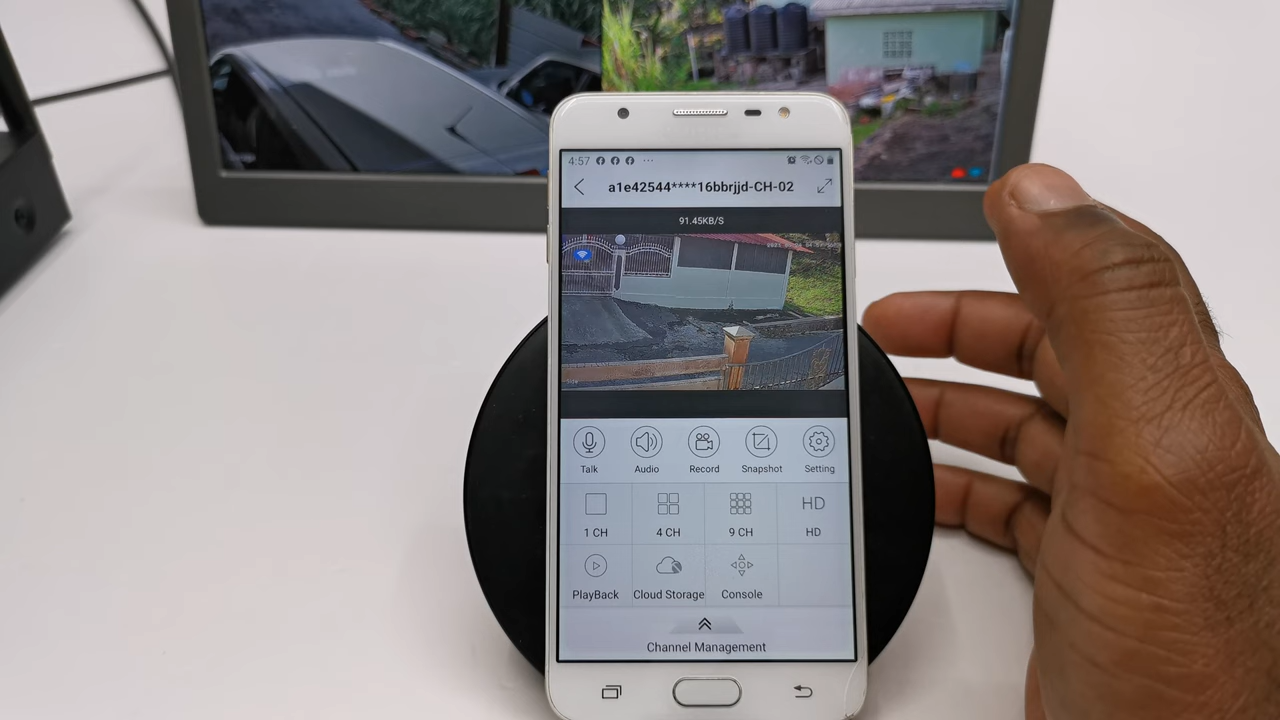 4:57
a1e42544****16bbrjjd-CH-02
91.45KB/S
Talk Audio Record Snapshot Setting
HD
1 CH 4 CH 9 CH HD
PlayBack Cloud Storage Console
Channel Management